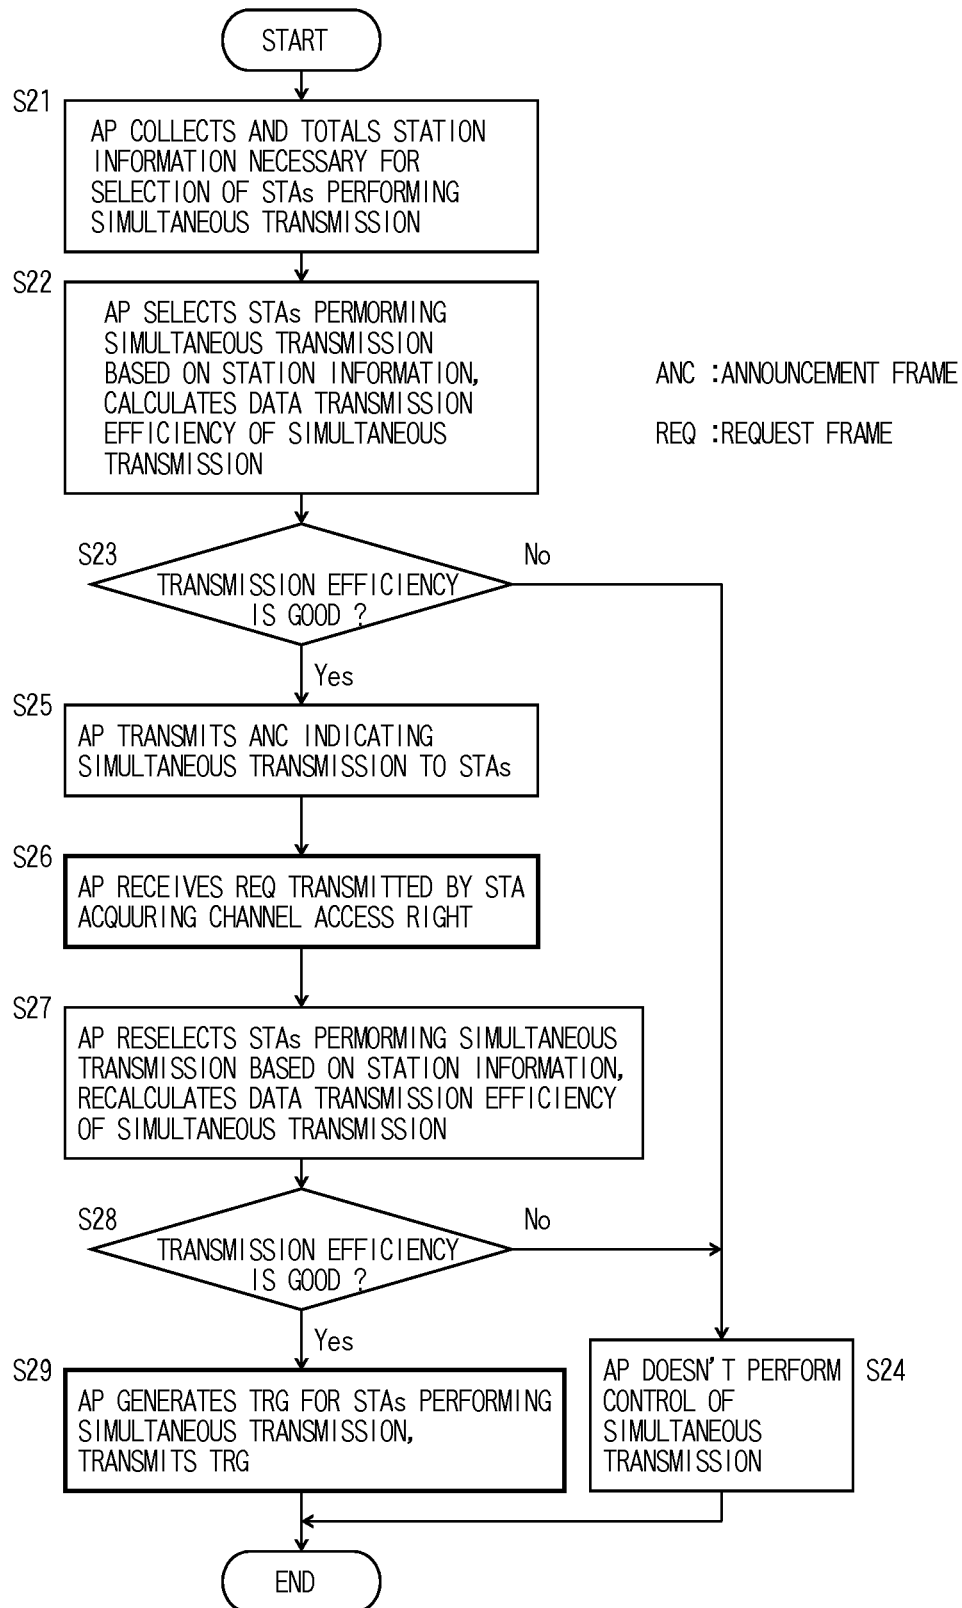 START
S21
AP COLLECTS AND TOTALS STATION
INFORMATION NECESSARY FOR
SELECTION OF STAs PERFORMING
SIMULTANEOUS TRANSMISSION
S22
AP SELECTS STAs PERMORMING
SIMULTANEOUS TRANSMISSION
BASED ON STATION INFORMATION,
CALCULATES DATA TRANSMISSION
EFFICIENCY OF SIMULTANEOUS
TRANSMISSION
ANC :ANNOUNCEMENT FRAME
REQ :REQUEST FRAME
S23
TRANSMISSION EFFICIENCY
IS GOOD ?
No
Yes
S25
AP TRANSMITS ANC INDICATING
SIMULTANEOUS TRANSMISSION TO STAs
S26
AP RECEIVES REQ TRANSMITTED BY STA
ACQUURING CHANNEL ACCESS RIGHT
S27
AP RESELECTS STAs PERMORMING SIMULTANEOUS
TRANSMISSION BASED ON STATION INFORMATION,
RECALCULATES DATA TRANSMISSION EFFICIENCY
OF SIMULTANEOUS TRANSMISSION
S28
TRANSMISSION EFFICIENCY
IS GOOD ?
No
Yes
S29
AP GENERATES TRG FOR STAs PERFORMING
SIMULTANEOUS TRANSMISSION,
TRANSMITS TRG
AP DOESN'T PERFORM
CONTROL OF
SIMULTANEOUS
TRANSMISSION
S24
END